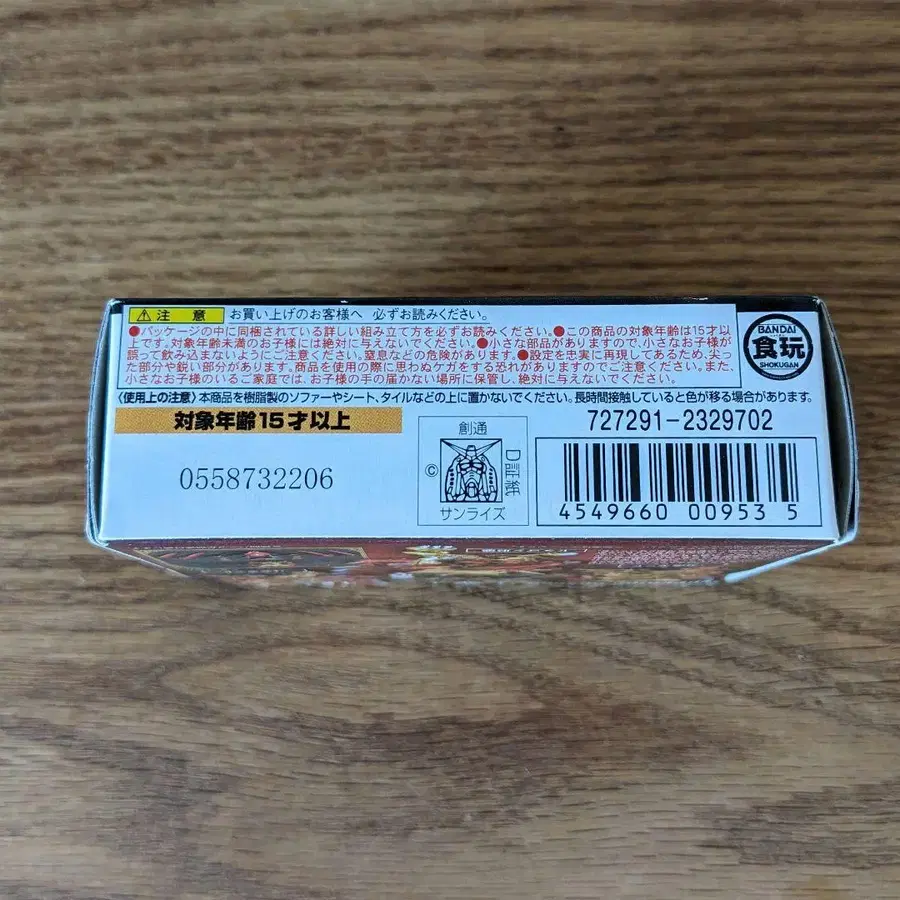 注意 お買い上げのお客様へ 必ずお読みください。
●パッケージの中に同梱されている詳しい組み立て方を必ずお読みください。●この商品の対象年齢は15才以
上です。対象年齢未満のお子様には絶対に与えないでください。●小さな部品がありますので、小さなお子様が
誤って飲み込まないようにご注意ください。窒息などの危険があります。●設定を忠実に再現してあるため、尖っ
た部分や鋭い部分があります。商品を使用の際に思わぬケガをする恐れがありますのでご注意ください。また、
小さなお子様のいるご家庭では、お子様の手の届かない場所に保管し、絶対に与えないでください。
〈使用上の注意〉本商品を樹脂製のソファーやシート、タイルなどの上に置かないでください。長時間接触していると色が移る場合があります。
BANDAI
食玩
SHOKUGAN
対象年齢15才以上
727291-2329702
0558732206
創通
©
D証紙
サンライズ
4549660 00953 5